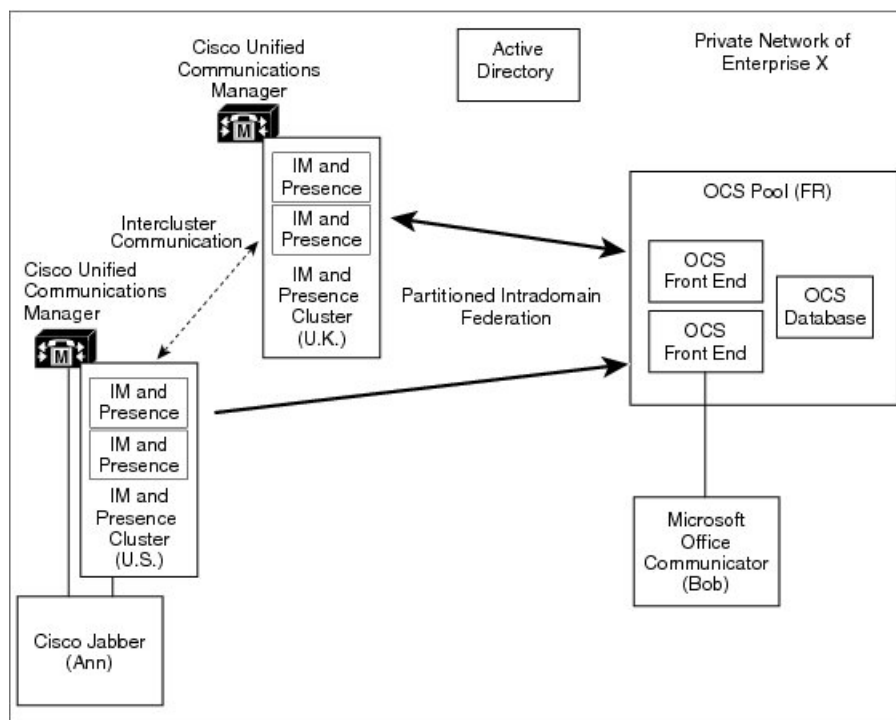 Cisco Unified
Communications
Manager
M
Active
Directory
Private Network of
Enterprise X
IM and
Presence
IM and
Presence
IM and
Presence
Cluster
(U.K.)
Intercluster
Communication
Cisco Unified
Communications
Manager
M
IM and
Presence
IM and
Presence
IM and
Presence
Cluster
(U.S.)
Cisco Jabber
(Ann)
Partitioned Intradomain
Federation
OCS Pool (FR)
OCS
Front End
OCS
Front End
OCS
Database
Microsoft
Office
Communicator
(Bob)